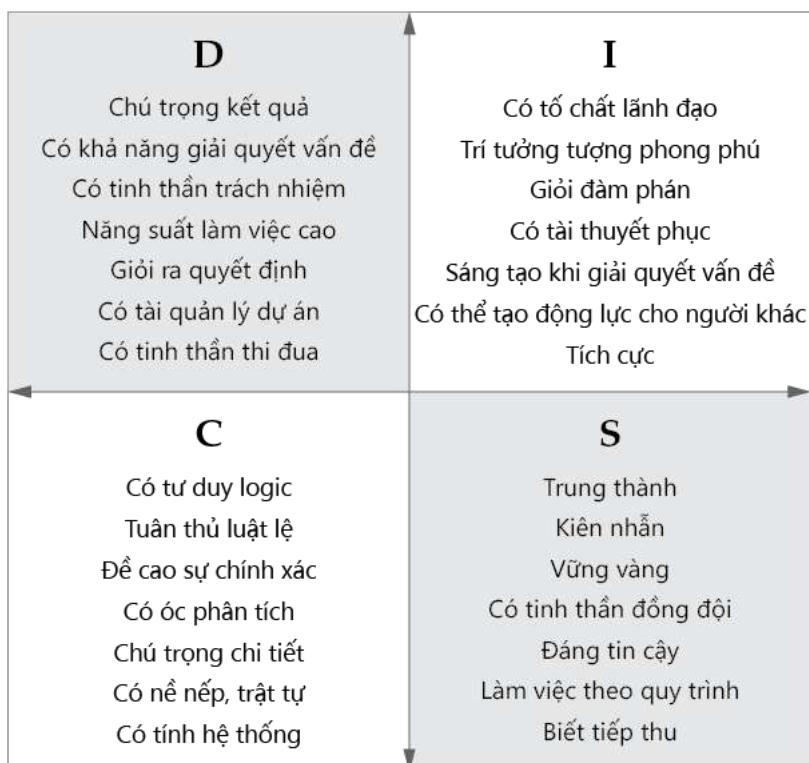 D
Chú trọng kết quả
Có khả năng giải quyết vấn đề
Có tinh thần trách nhiệm
Năng suất làm việc cao
Giỏi ra quyết định
Có tài quản lý dự án
Có tinh thần thi đua
I
Có tố chất lãnh đạo
Trí tưởng tượng phong phú
Giỏi đàm phán
Có tài thuyết phục
Sáng tạo khi giải quyết vấn đề
Có thể tạo động lực cho người khác
Tích cực
C
Có tư duy logic
Tuân thủ luật lệ
Đề cao sự chính xác
Có óc phân tích
Chú trọng chi tiết
Có nề nếp, trật tự
Có tính hệ thống
S
Trung thành
Kiên nhẫn
Vững vàng
Có tinh thần đồng đội
Đáng tin cậy
Làm việc theo quy trình
Biết tiếp thu